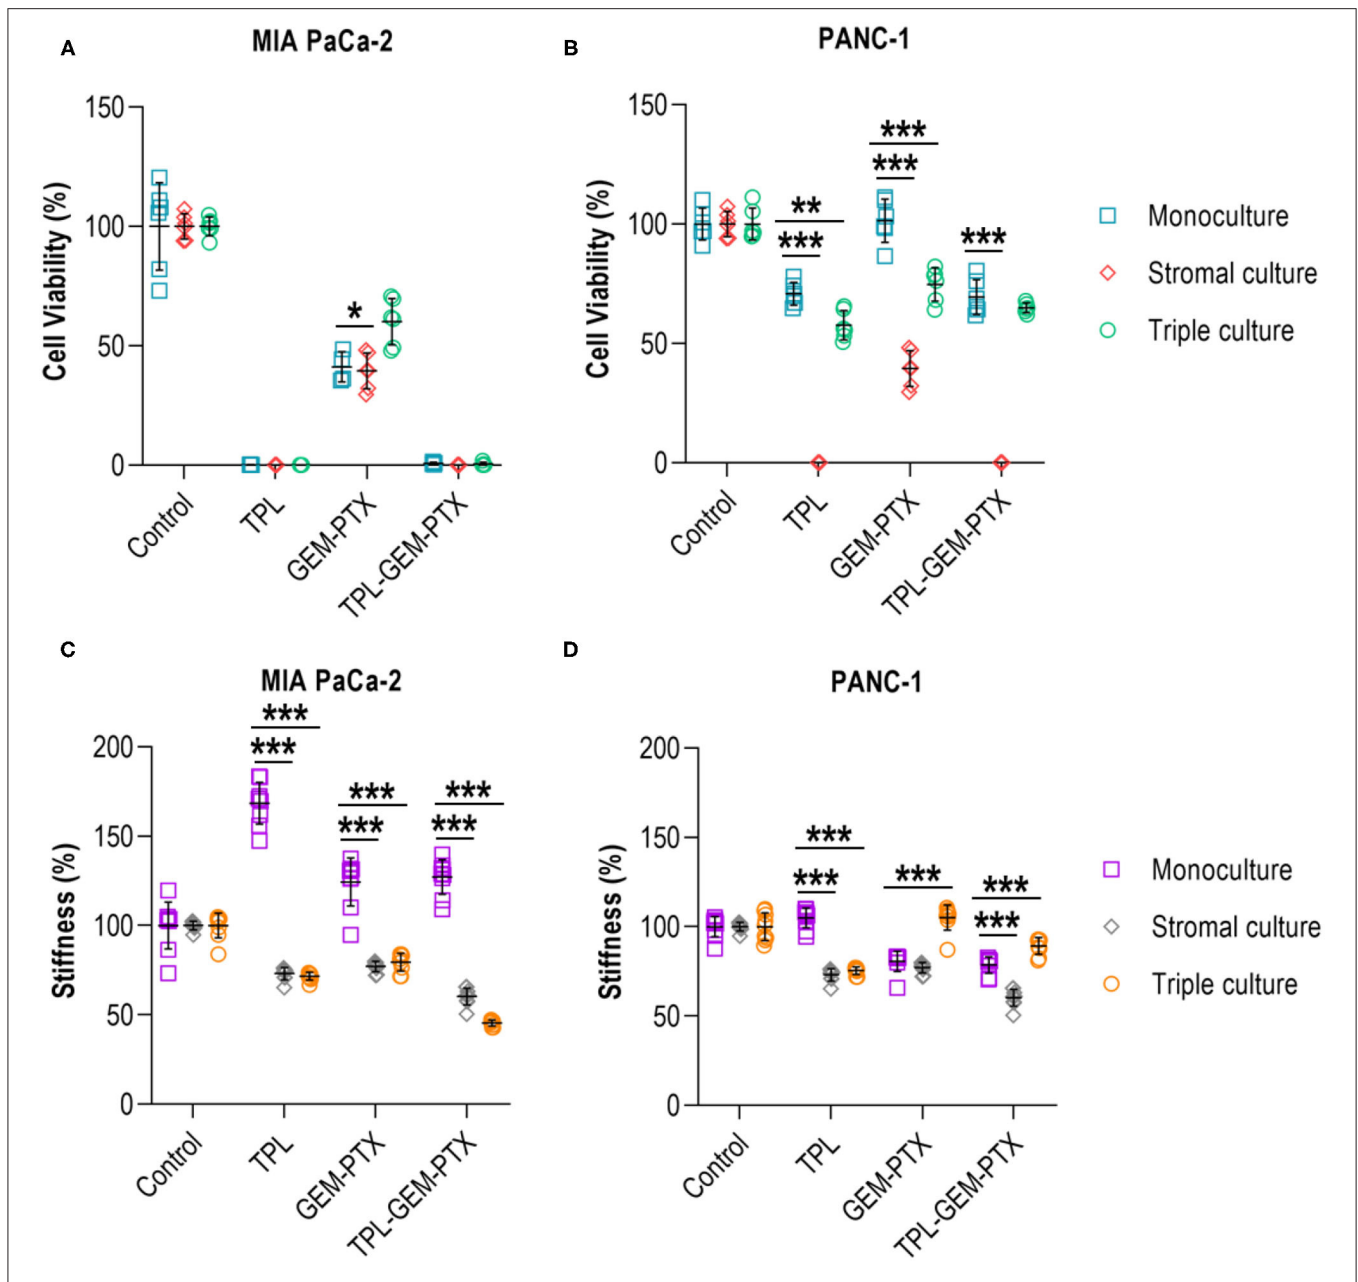 A
MIA PaCa-2
Cell Viability (%)
150
100
50
0
*
Control
TPL
GEM-PTX
TPL-GEM-PTX
B
PANC-1
Cell Viability (%)
150
100
50
0
**
***
***
***
***
Control
TPL
GEM-PTX
TPL-GEM-PTX
Monoculture
Stromal culture
Triple culture
C
MIA PaCa-2
Stiffness (%)
200
150
100
50
0
***
***
***
***
***
***
Control
TPL
GEM-PTX
TPL-GEM-PTX
D
PANC-1
Stiffness (%)
200
150
100
50
0
***
***
***
***
***
Control
TPL
GEM-PTX
TPL-GEM-PTX
Monoculture
Stromal culture
Triple culture